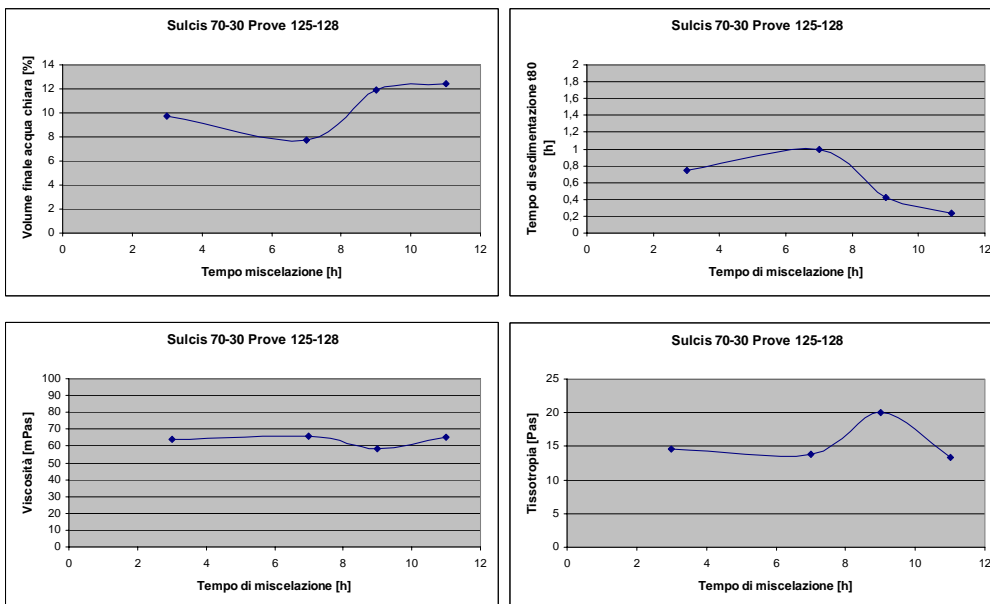 Sulcis 70-30 Prove 125-128
Volume finale acqua chiara [%]
14
12
10
8
6
4
2
0
0 2 4 6 8 10 12
Tempo miscelazione [h]
Sulcis 70-30 Prove 125-128
Tempo di sedimentazione t80
[h]
2
1,8
1,6
1,4
1,2
1
0,8
0,6
0,4
0,2
0
0 2 4 6 8 10 12
Tempo di miscelazione [h]
Sulcis 70-30 Prove 125-128
Viscosità [mPas]
100
90
80
70
60
50
40
30
20
10
0
0 2 4 6 8 10 12
Tempo di miscelazione [h]
Sulcis 70-30 Prove 125-128
Tissotropia [Pas]
25
20
15
10
5
0
0 2 4 6 8 10 12
Tempo di miscelazione [h]